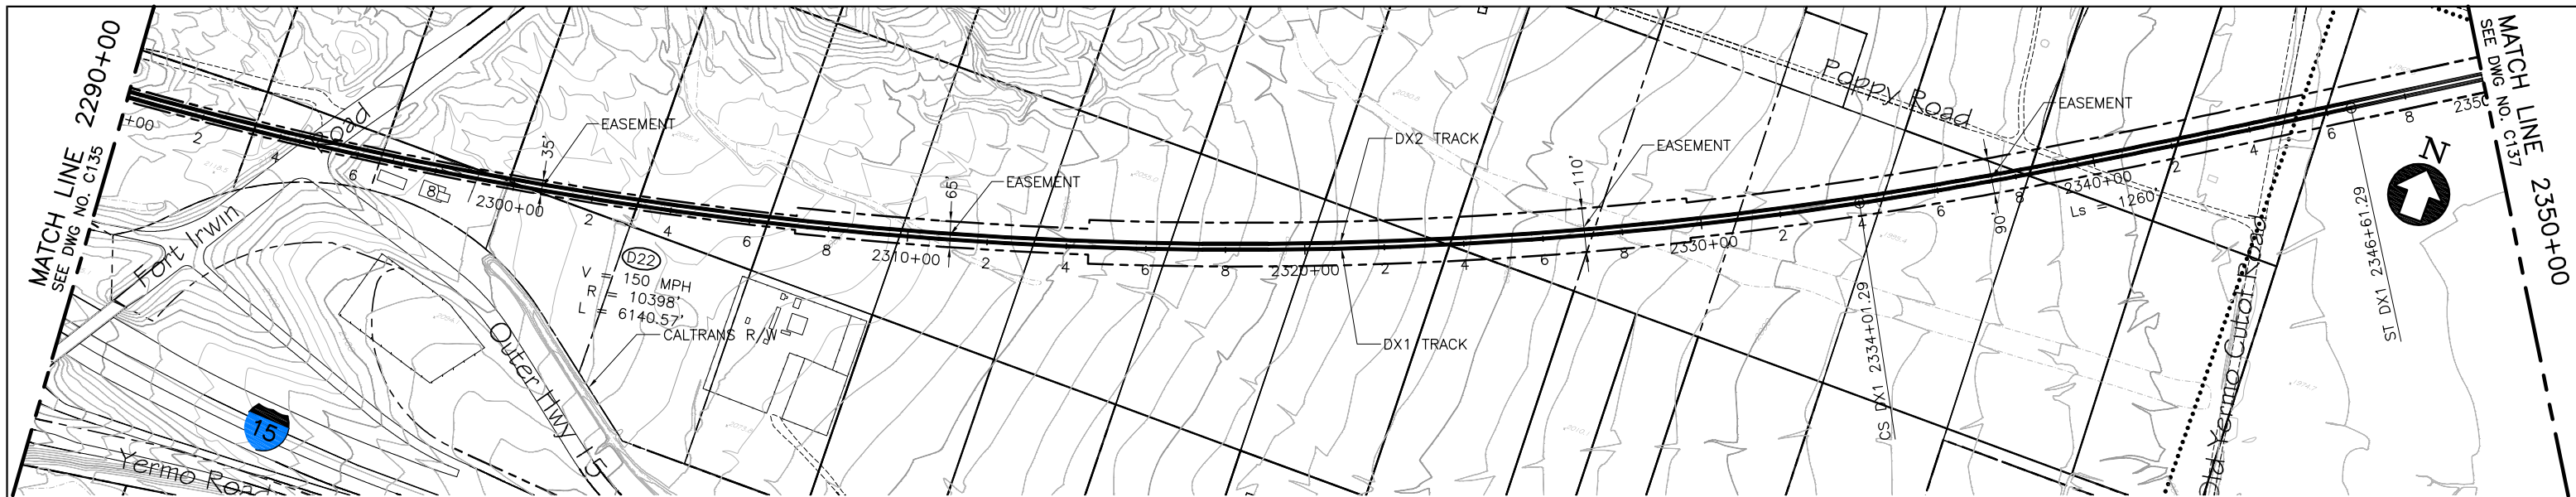 MATCH LINE 2290+00
SEE DWG NO. C135
+00
2
4
6
8
2300+00
2
4
6
8
2310+00
2
4
6
8
2320+00
2
4
6
8
2330+00
2
4
6
8
2340+00
2
4
6
8
235
Road
Fort Irwin
35'
EASEMENT
65'
EASEMENT
DX2 TRACK
DX1 TRACK
110'
EASEMENT
Poppy Road
EASEMENT
90'
Ls = 1260'
D22
V = 150 MPH
R = 10398'
L = 6140.57'
CALTRANS R/W
Outer Hwy 15
15
Yermo Road
CS DX1 2334+01.29
Old Yermo Cutof Road
ST DX1 2346+61.29
N
MATCH LINE 2350+00
SEE DWG NO. C137